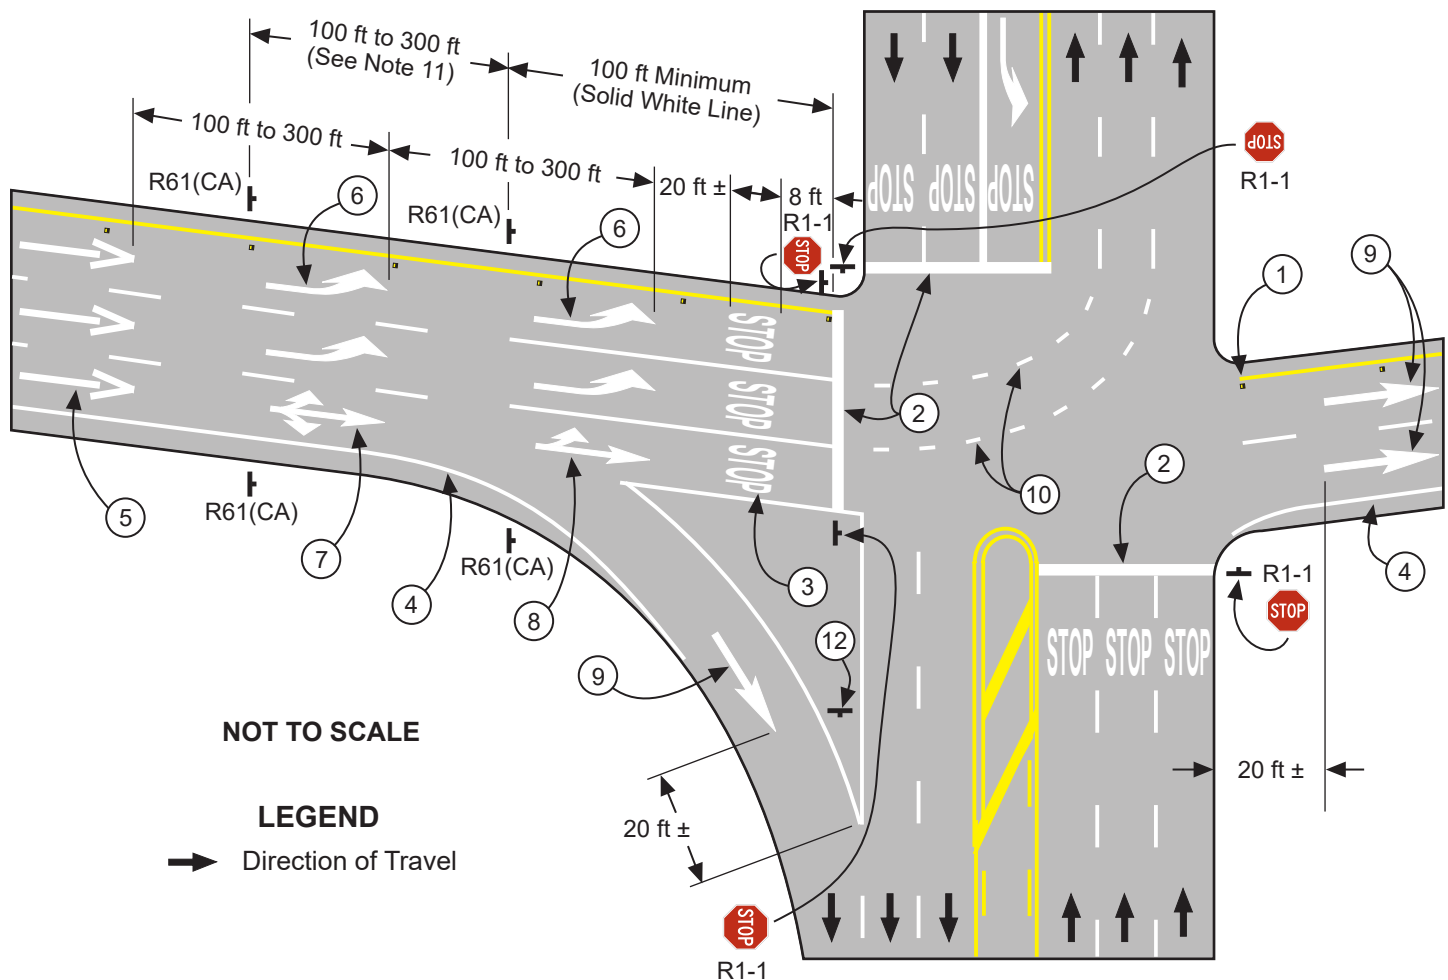 100 ft to 300 ft
(See Note 11)
100 ft Minimum
(Solid White Line)
100 ft to 300 ft
100 ft to 300 ft
20 ft ±
8 ft
R61(CA)
R61(CA)
R1-1
STOP
STOP
R1-1
STOP
STOP
STOP
6
6
1
9
STOP
STOP
STOP
2
2
10
5
R61(CA)
7
4
R61(CA)
8
3
R1-1
STOP
4
12
9
STOP
STOP
STOP
NOT TO SCALE
20 ft ±
LEGEND
Direction of Travel
20 ft ±
STOP
R1-1